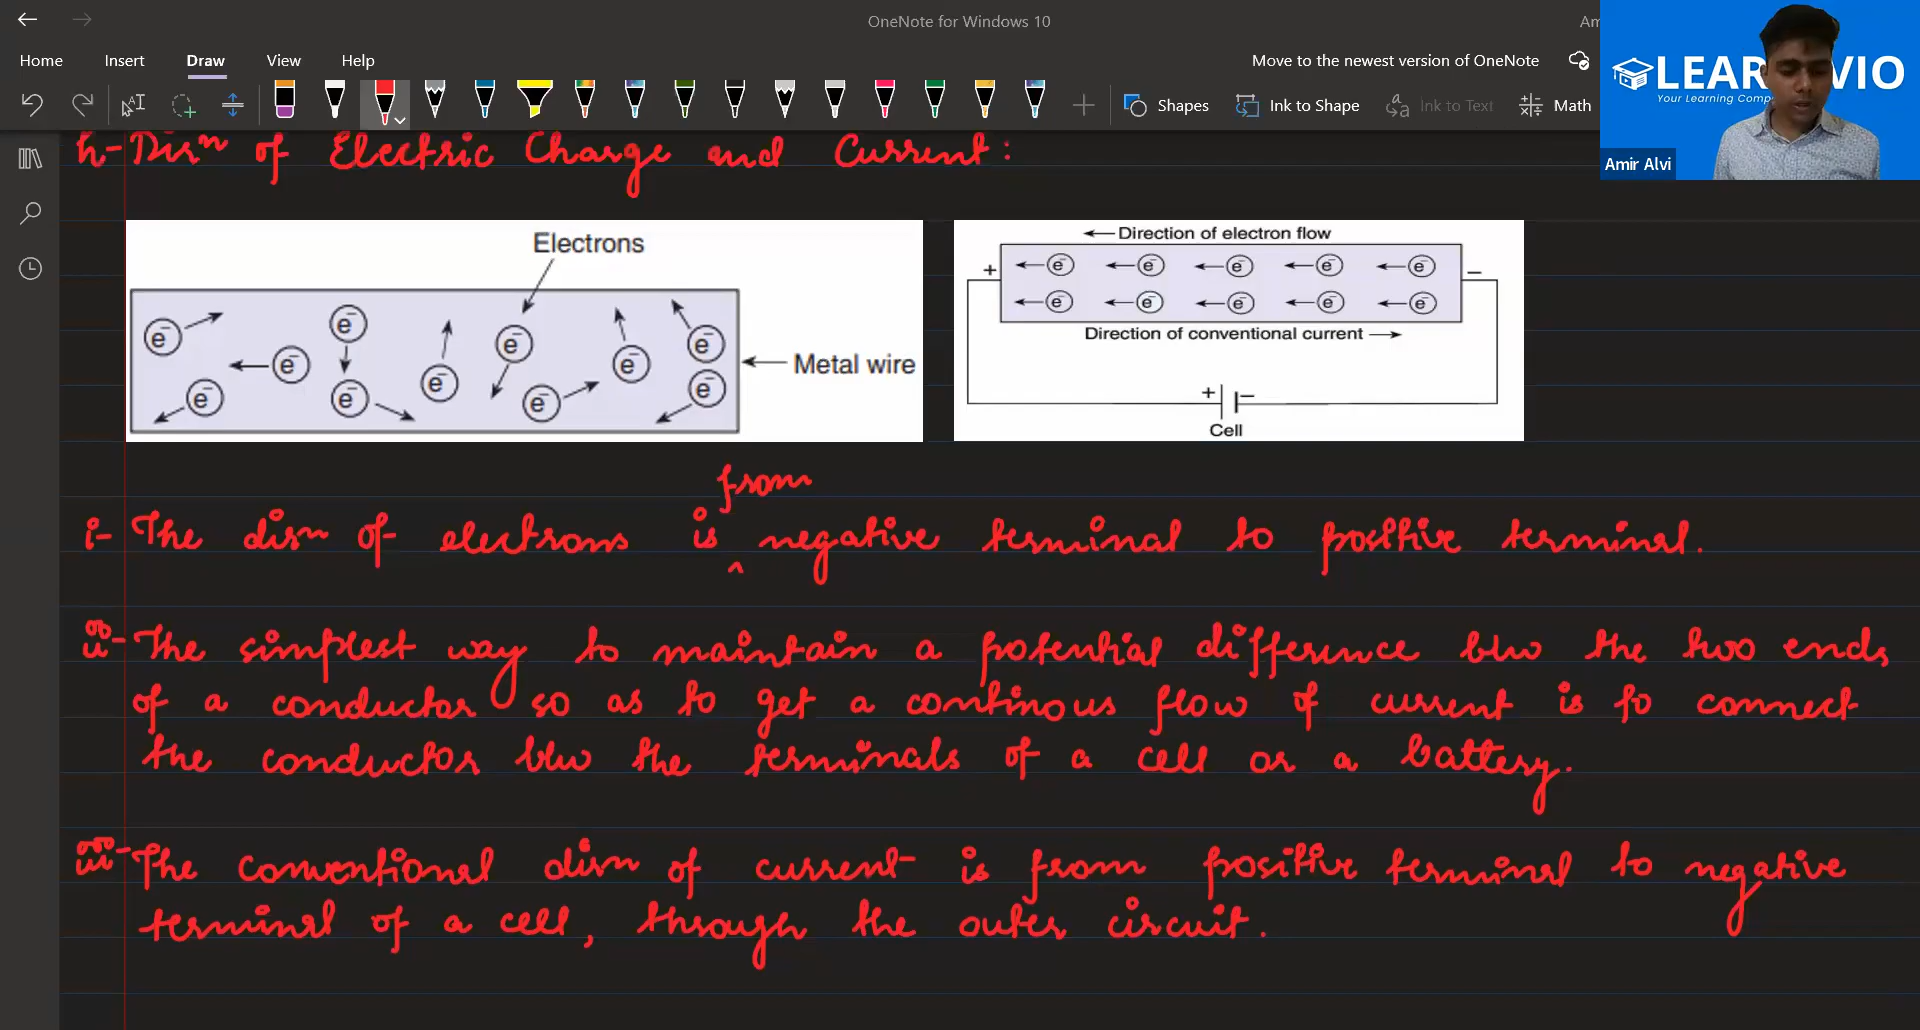 OneNote for Windows 10
Am
Home Insert Draw View Help
Move to the newest version of OneNote
LEAR VIO
Your Learning Comp
Shapes Ink to Shape Ink to Text Math
Amir Alvi
h- Dirn of Electric Charge and Current:
Electrons
e⁻ e⁻ e⁻ e⁻ e⁻ e⁻ e⁻ e⁻ e⁻ e⁻ e⁻
Metal wire
Direction of electron flow
+ e⁻ e⁻ e⁻ e⁻ e⁻ −
e⁻ e⁻ e⁻ e⁻ e⁻
Direction of conventional current
+ −
Cell
from
i- The dirn of electrons is ^ negative terminal to positive terminal.
ii- The simplest way to maintain a potential difference b/w the two ends
of a conductor so as to get a continous flow of current is to connect
the conductor b/w the terminals of a cell or a battery.
iii- The conventional dirn of current is from positive terminal to negative
terminal of a cell, through the outer circuit.